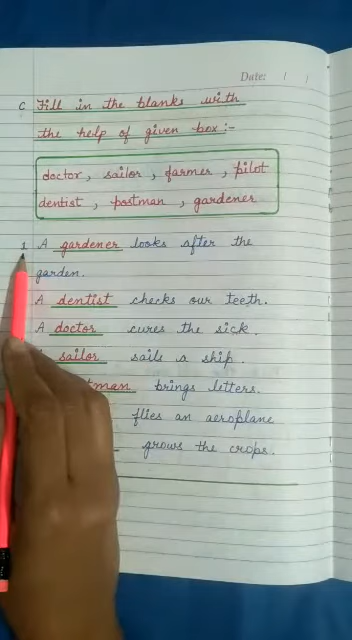 Date: / /
C Fill in the blanks with
the help of given box :-
doctor, sailor, farmer, pilot
dentist, postman, gardener
1 A gardener looks after the
garden.
A dentist checks our teeth.
A doctor cures the sick.
sailor sails a ship.
tman brings letters.
flies an aeroplane
grows the crops.